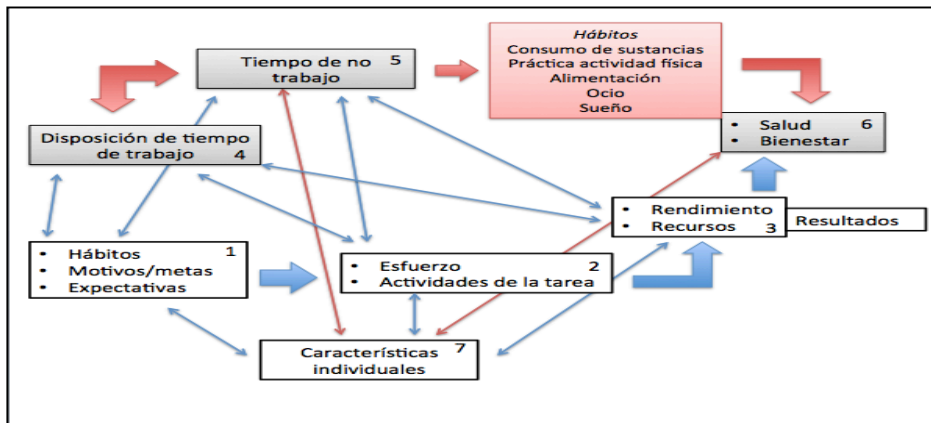 Tiempo de no 5
trabajo
Hábitos
Consumo de sustancias
Práctica actividad física
Alimentación
Ocio
Sueño
Disposición de tiempo
de trabajo 4
• Salud 6
• Bienestar
• Rendimiento
• Recursos 3
Resultados
• Hábitos 1
• Motivos/metas
• Expectativas
• Esfuerzo 2
• Actividades de la tarea
Características 7
individuales